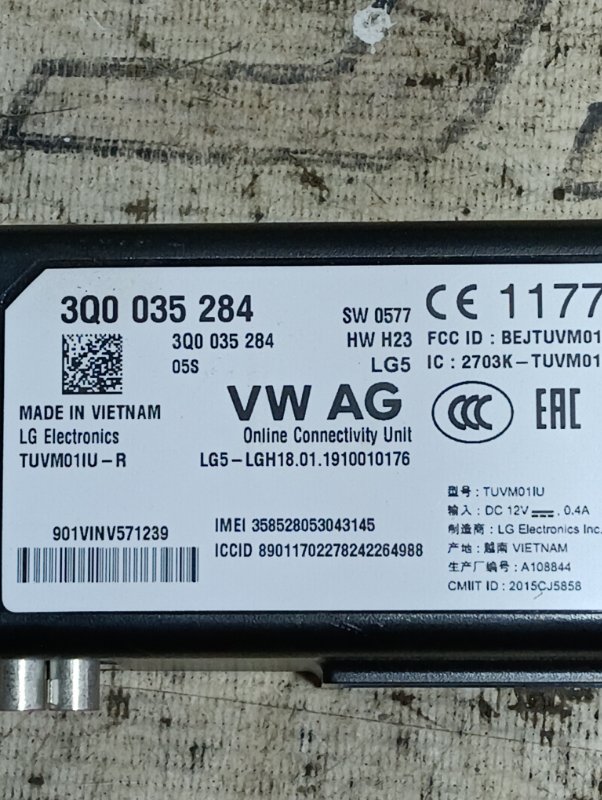 3Q0 035 284
SW 0577
CE 1177
3Q0 035 284
HW H23
FCC ID : BEJTUVM01
05S
LG5
IC : 2703K-TUVM01
VW AG
CCC
EAC
MADE IN VIETNAM
LG Electronics
Online Connectivity Unit
TUVM01IU-R
LG5-LGH18.01.1910010176
型号 : TUVM01IU
输入 : DC 12V 0.4A
制造商 : LG Electronics Inc.
产地 : 越南 VIETNAM
生产厂编号 : A108844
CMIIT ID : 2015CJ5858
901VINV571239
IMEI 358528053043145
ICCID 89011702278242264988